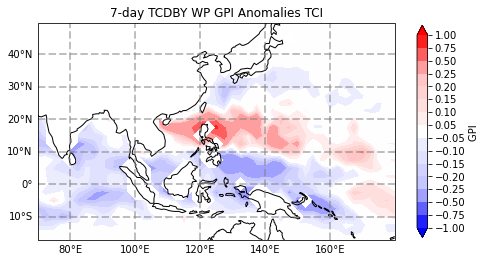 7-day TCDBY WP GPI Anomalies TCI
40°N
30°N
20°N
10°N
0°
10°S
80°E
100°E
120°E
140°E
160°E
1.00
0.75
0.50
0.25
0.20
0.15
0.10
0.05
−0.05
−0.10
−0.15
−0.20
−0.25
−0.50
−0.75
−1.00
GPI